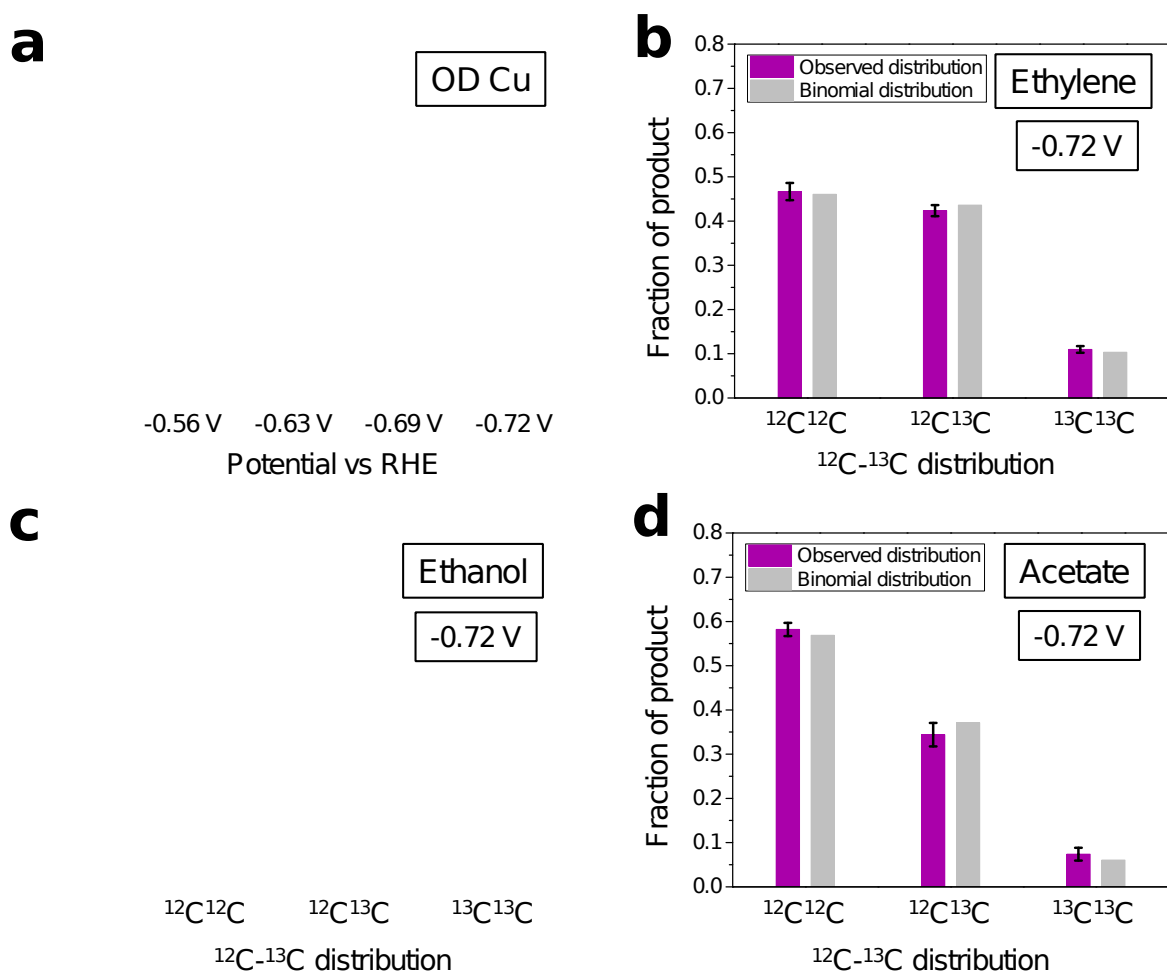 a
OD Cu
-0.56 V -0.63 V -0.69 V -0.72 V
Potential vs RHE
b
Observed distribution
Binomial distribution
Ethylene
-0.72 V
Fraction of product
0.8
0.7
0.6
0.5
0.4
0.3
0.2
0.1
0.0
¹²C¹²C ¹²C¹³C ¹³C¹³C
¹²C-¹³C distribution
c
Ethanol
-0.72 V
¹²C¹²C ¹²C¹³C ¹³C¹³C
¹²C-¹³C distribution
d
Observed distribution
Binomial distribution
Acetate
-0.72 V
Fraction of product
0.8
0.7
0.6
0.5
0.4
0.3
0.2
0.1
0.0
¹²C¹²C ¹²C¹³C ¹³C¹³C
¹²C-¹³C distribution